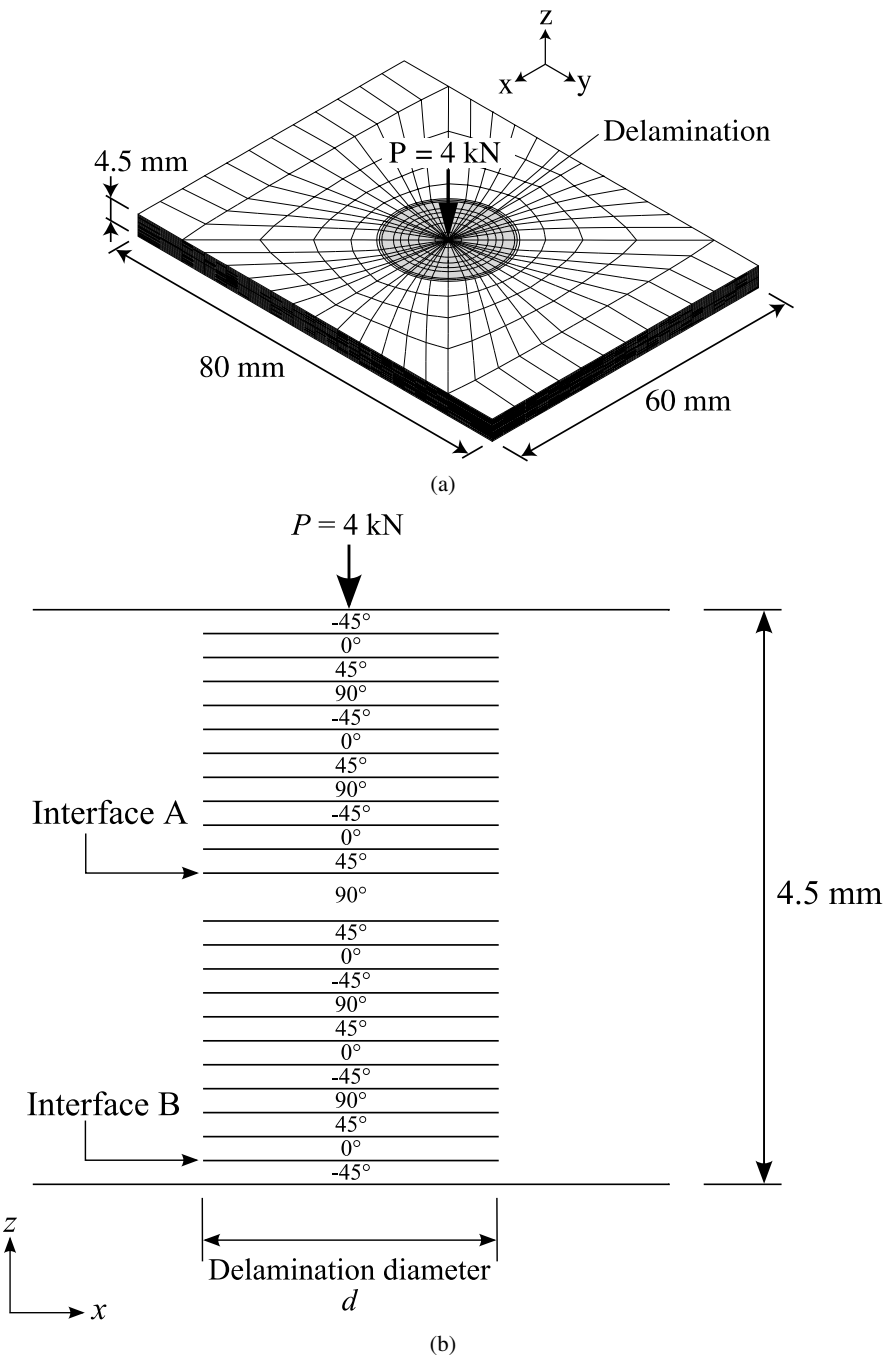 z
x
y
Delamination
P = 4 kN
4.5 mm
80 mm
60 mm
(a)
P = 4 kN
-45°
0°
45°
90°
-45°
0°
45°
90°
Interface A
-45°
0°
45°
90°
45°
0°
-45°
90°
45°
0°
-45°
Interface B
90°
45°
0°
-45°
4.5 mm
z
x
Delamination diameter
d
(b)